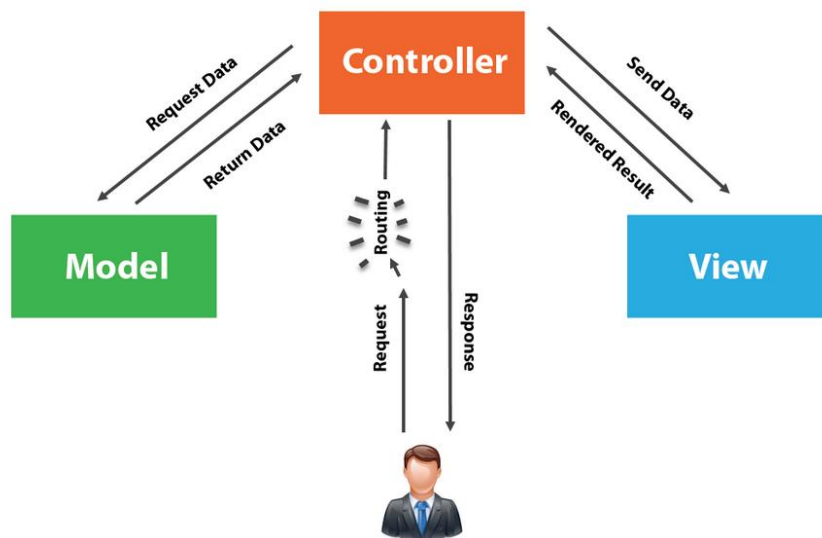 Controller
Request Data
Return Data
Send Data
Rendered Result
Routing
Model
View
Request
Response